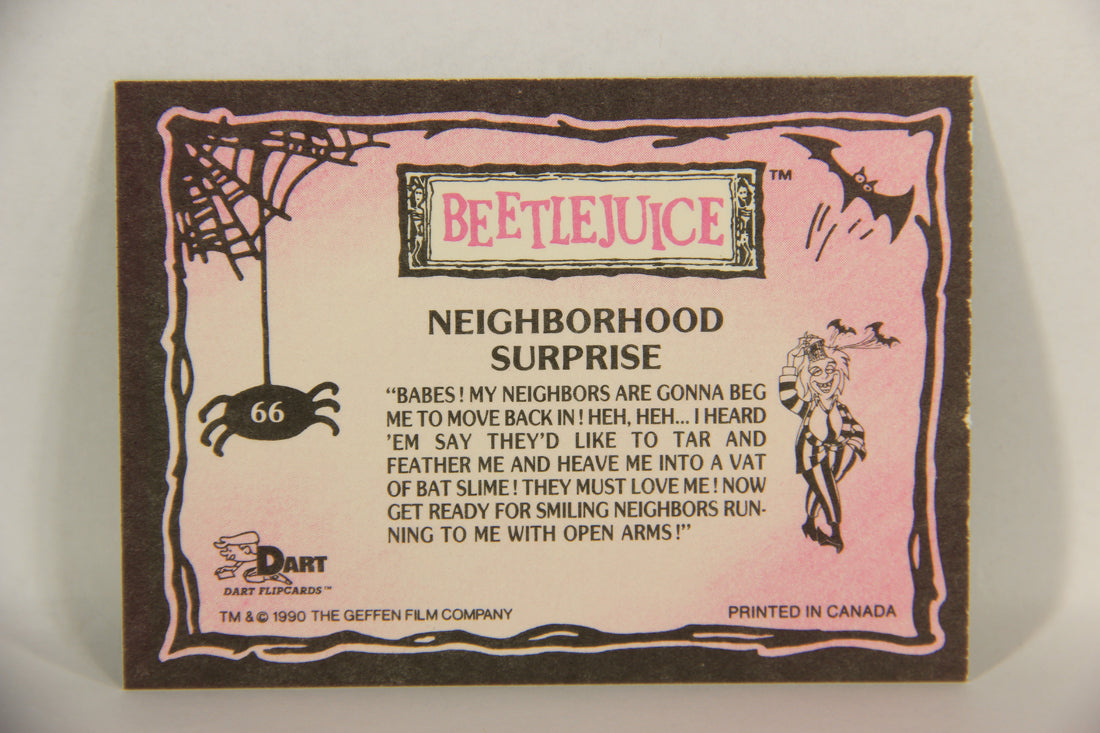 BEETLEJUICE TM
NEIGHBORHOOD
SURPRISE
"BABES! MY NEIGHBORS ARE GONNA BEG
ME TO MOVE BACK IN! HEH, HEH... I HEARD
'EM SAY THEY'D LIKE TO TAR AND
FEATHER ME AND HEAVE ME INTO A VAT
OF BAT SLIME! THEY MUST LOVE ME! NOW
GET READY FOR SMILING NEIGHBORS RUN-
NING TO ME WITH OPEN ARMS!"
66
DART
DART FLIPCARDS™
TM & © 1990 THE GEFFEN FILM COMPANY
PRINTED IN CANADA